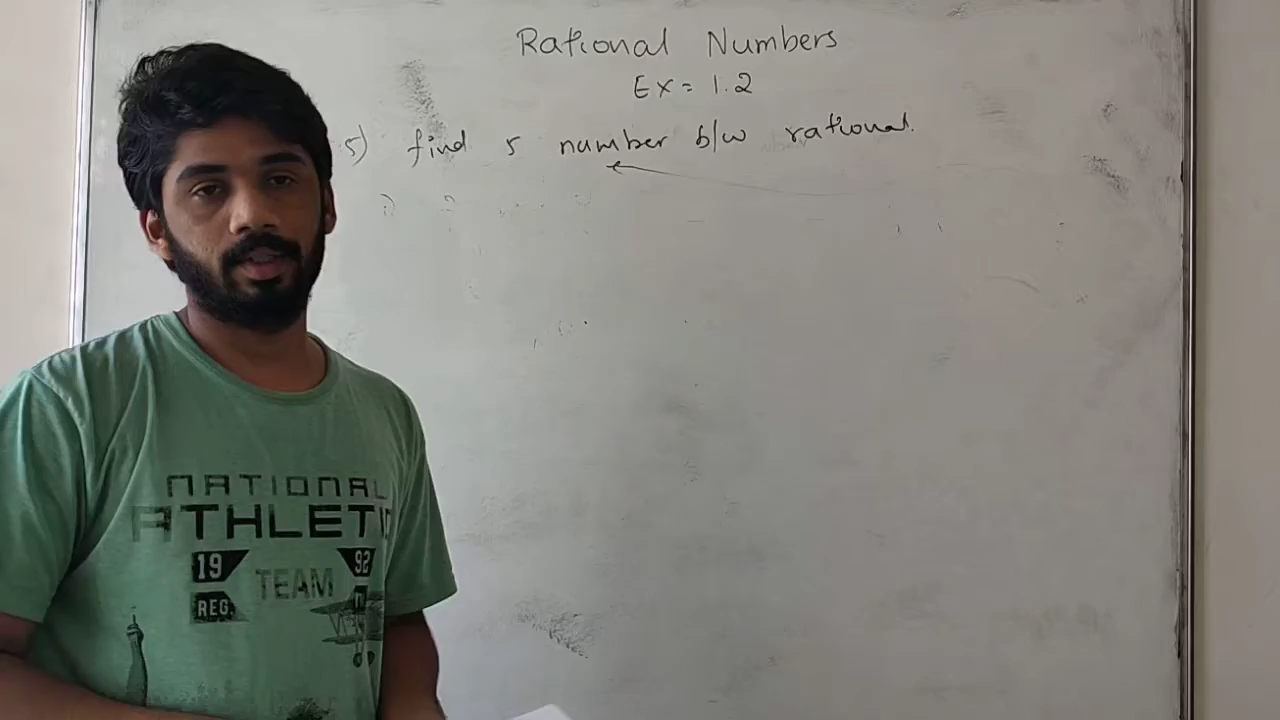 Rational Numbers
Ex = 1.2
5) find 5 number b/w rational.
NATIONAL
ATHLETIC
19 92
TEAM
REG.